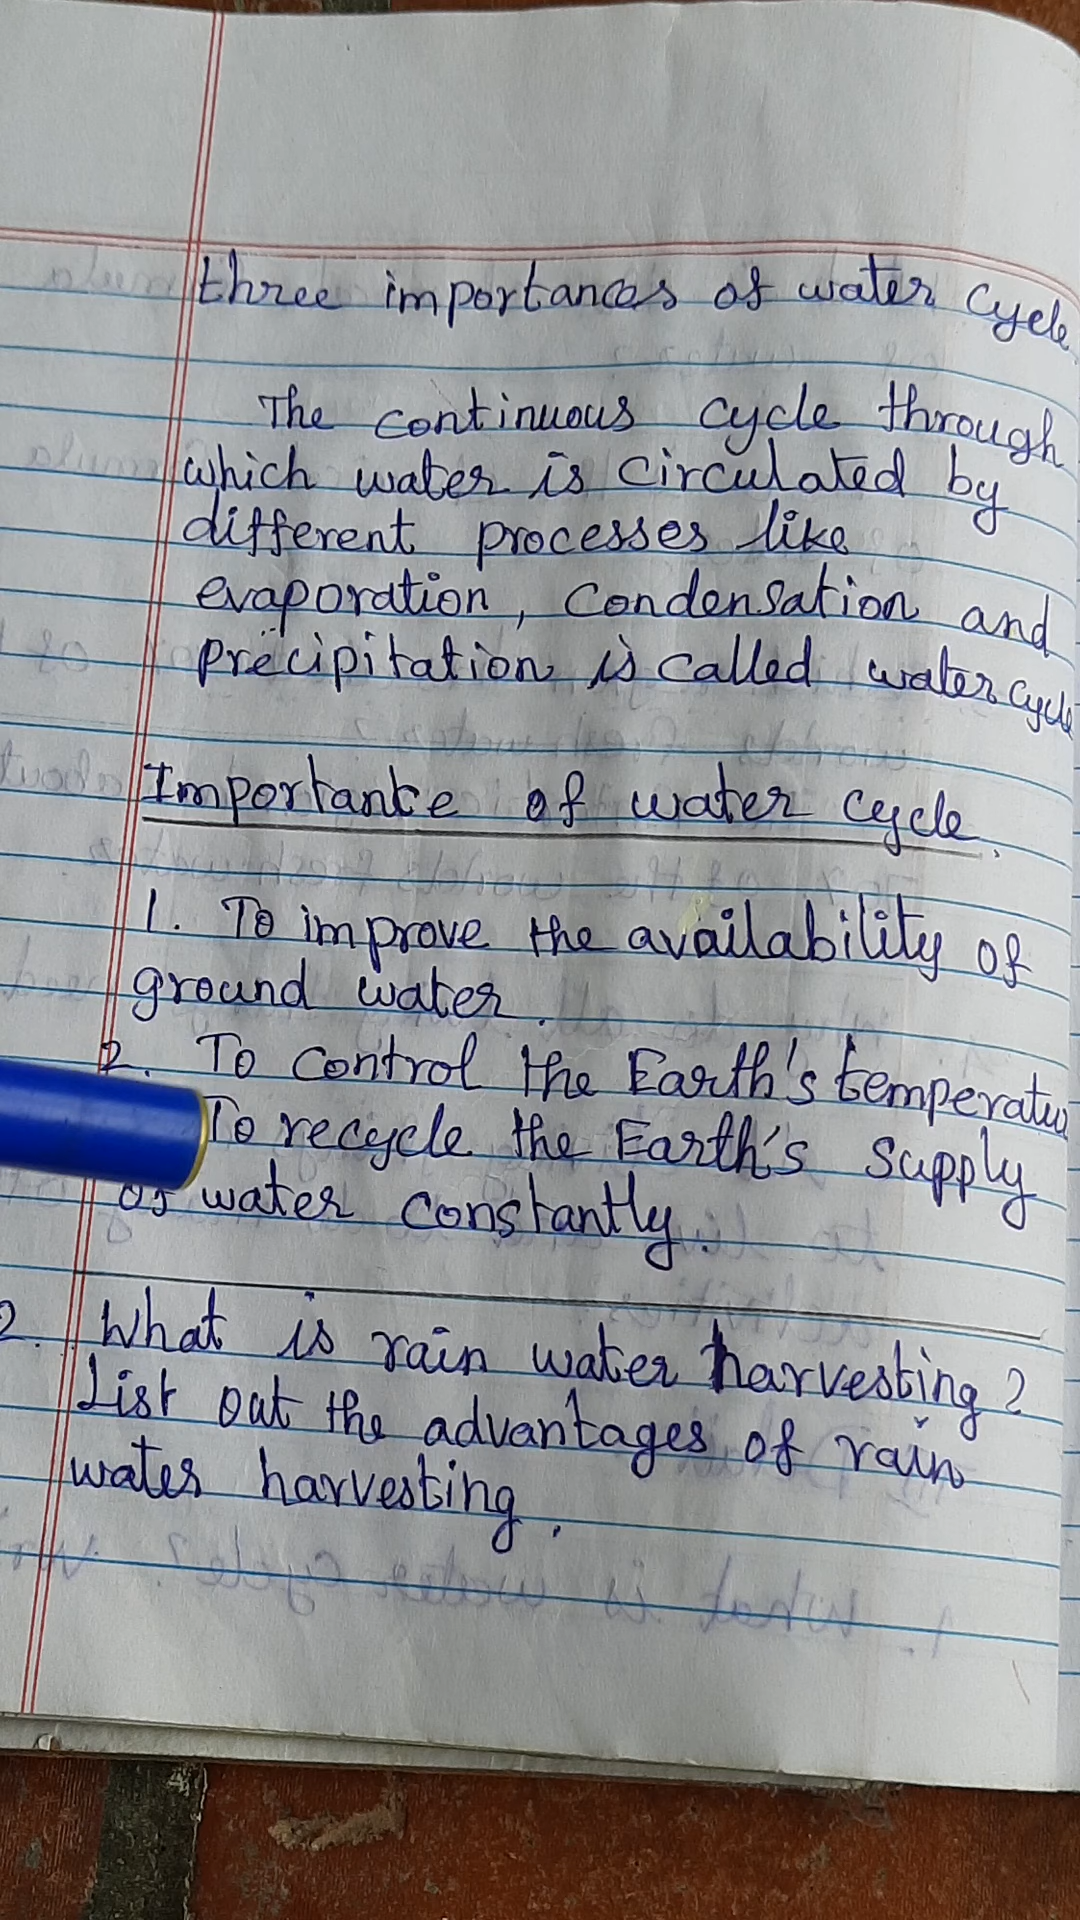 three importances of water cycle
The continuous cycle through
which water is circulated by
different processes like
evaporation, condensation and
precipitation is called water cycle
Importance of water cycle.
1. To improve the availability of
ground water.
2. To control the Earth's temperatu
To recycle the Earth's supply
of water constantly.
2. What is rain water harvesting?
List out the advantages of rain
water harvesting.